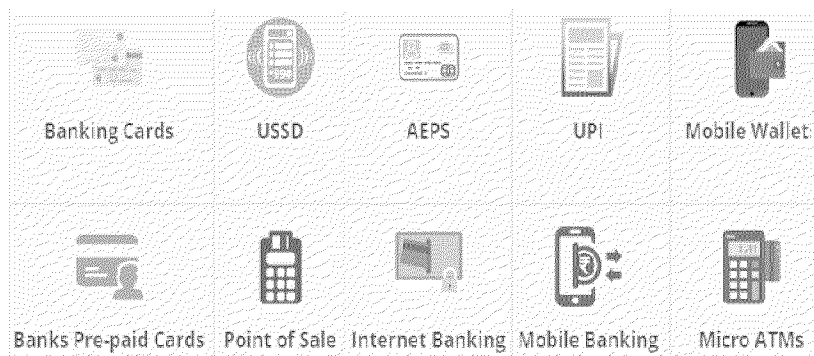 Banking Cards
USSD
AEPS
UPI
Mobile Wallet
Banks Pre-paid Cards
Point of Sale
Internet Banking
Mobile Banking
Micro ATMs